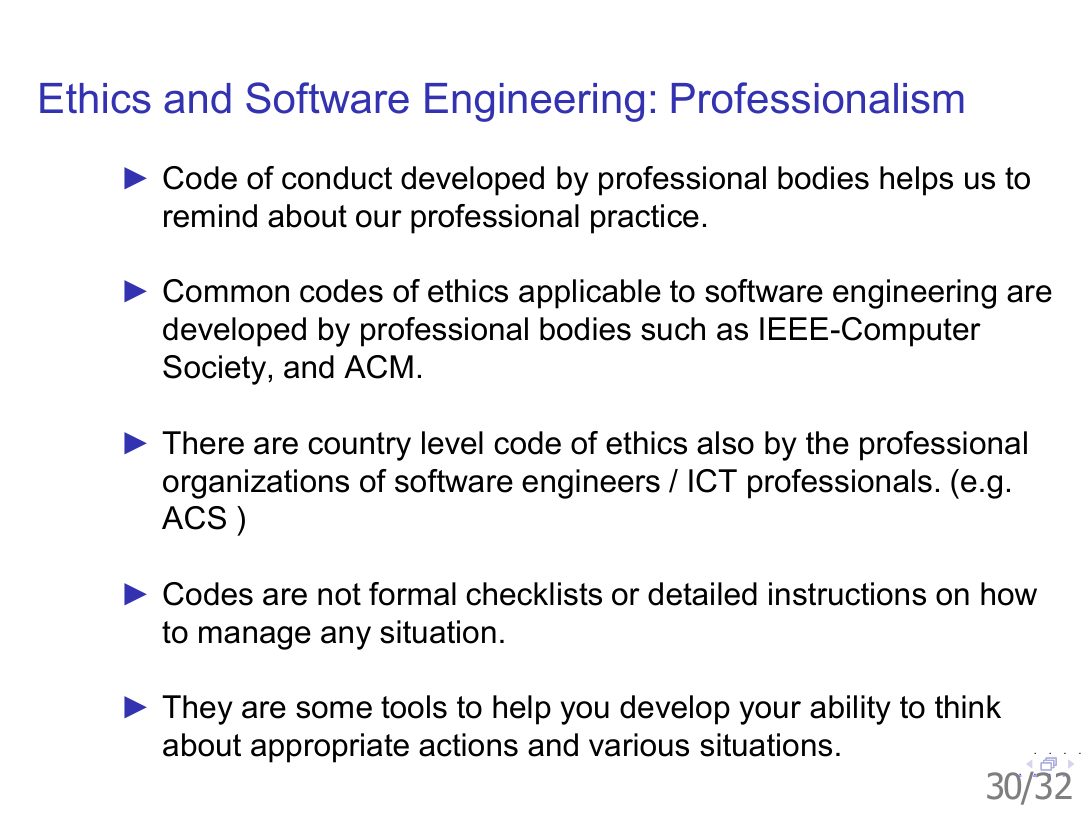 Ethics and Software Engineering: Professionalism
► Code of conduct developed by professional bodies helps us to
remind about our professional practice.
► Common codes of ethics applicable to software engineering are
developed by professional bodies such as IEEE-Computer
Society, and ACM.
► There are country level code of ethics also by the professional
organizations of software engineers / ICT professionals. (e.g.
ACS )
► Codes are not formal checklists or detailed instructions on how
to manage any situation.
► They are some tools to help you develop your ability to think
about appropriate actions and various situations.
30/32